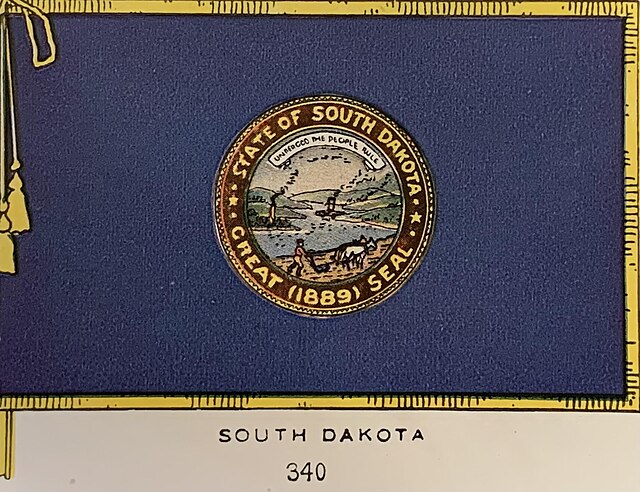 STATE OF SOUTH DAKOTA
UNDER GOD THE PEOPLE RULE
GREAT (1889) SEAL
SOUTH DAKOTA
340